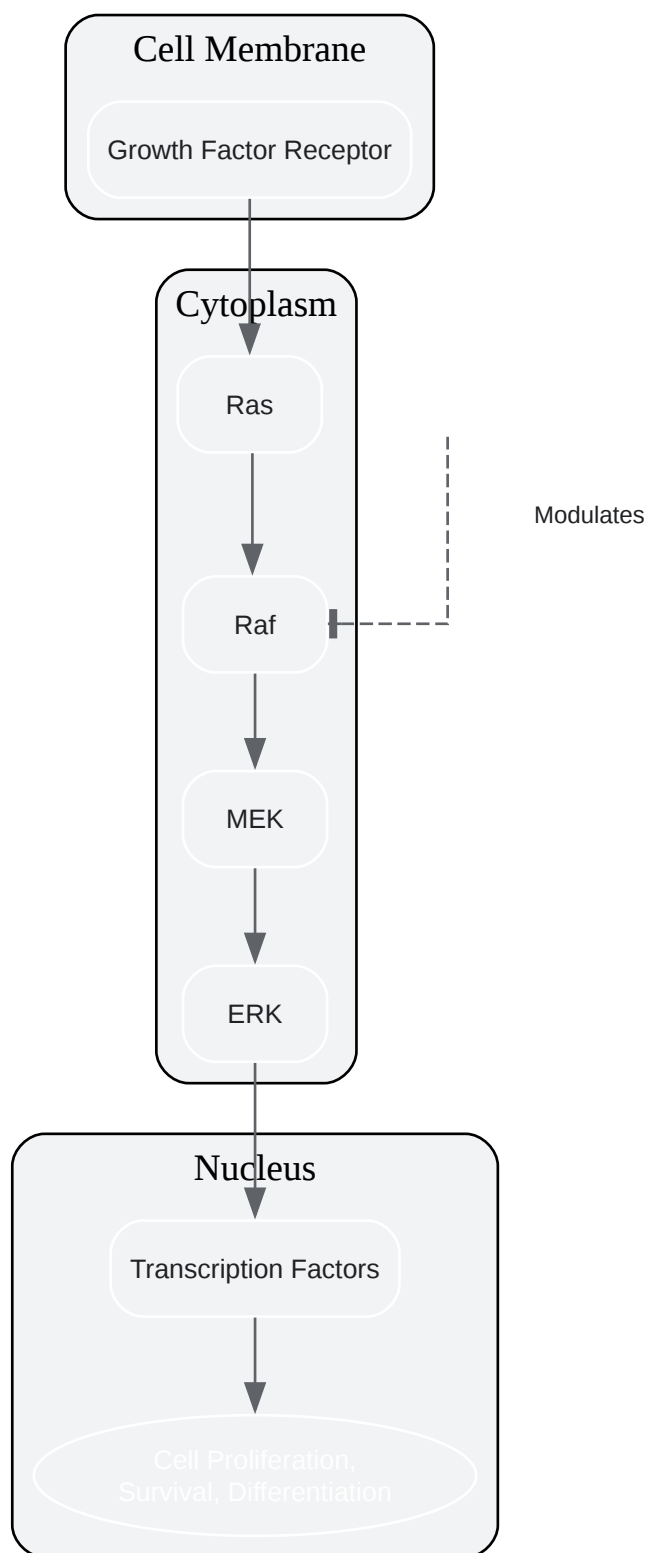 Cell Membrane
Growth Factor Receptor
Cytoplasm
Ras
Modulates
Raf
MEK
ERK
Nucleus
Transcription Factors
Cell Proliferation,
Survival, Differentiation